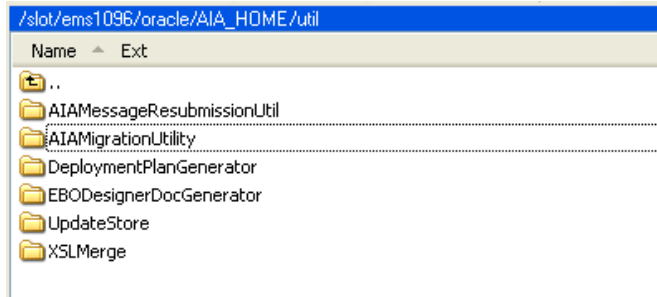 /slot/ems1096/oracle/AIA_HOME/util
Name Ext
..
AIAMessageResubmissionUtil
AIAMigrationUtility
DeploymentPlanGenerator
EBODesignerDocGenerator
UpdateStore
XSLMerge